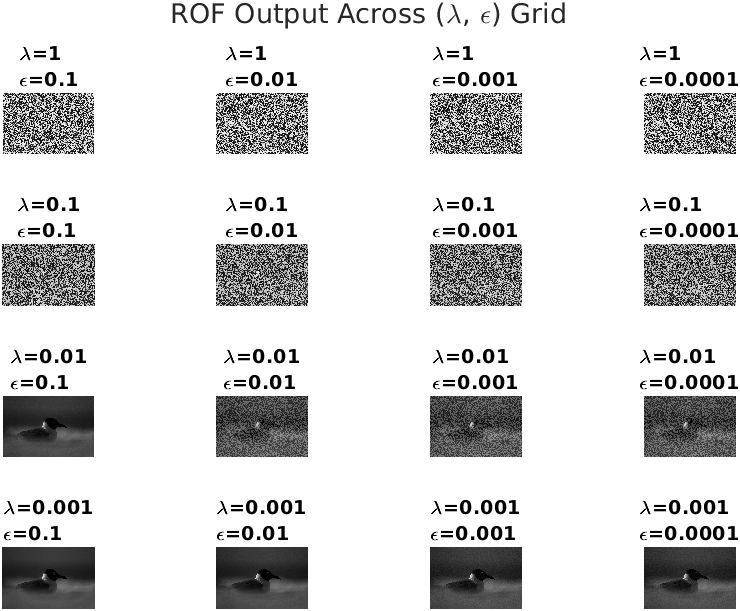 ROF Output Across (λ, ϵ) Grid
λ=1 λ=1 λ=1 λ=1
ϵ=0.1 ϵ=0.01 ϵ=0.001 ϵ=0.0001
λ=0.1 λ=0.1 λ=0.1 λ=0.1
ϵ=0.1 ϵ=0.01 ϵ=0.001 ϵ=0.0001
λ=0.01 λ=0.01 λ=0.01 λ=0.01
ϵ=0.1 ϵ=0.01 ϵ=0.001 ϵ=0.0001
λ=0.001 λ=0.001 λ=0.001 λ=0.001
ϵ=0.1 ϵ=0.01 ϵ=0.001 ϵ=0.0001